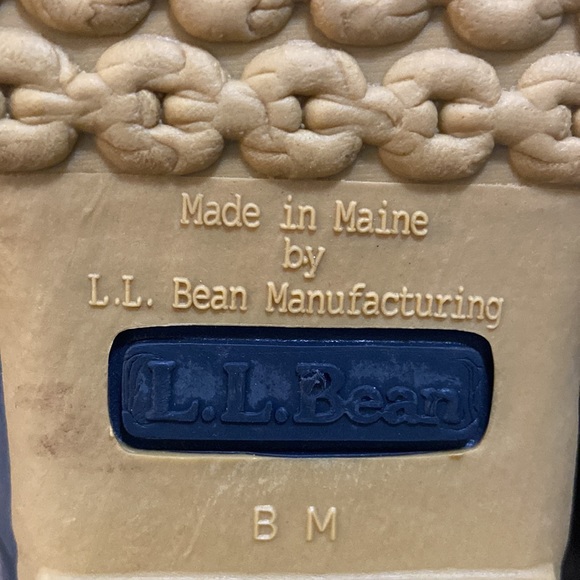 Made in Maine
by
L.L. Bean Manufacturing
L.L.Bean
B M